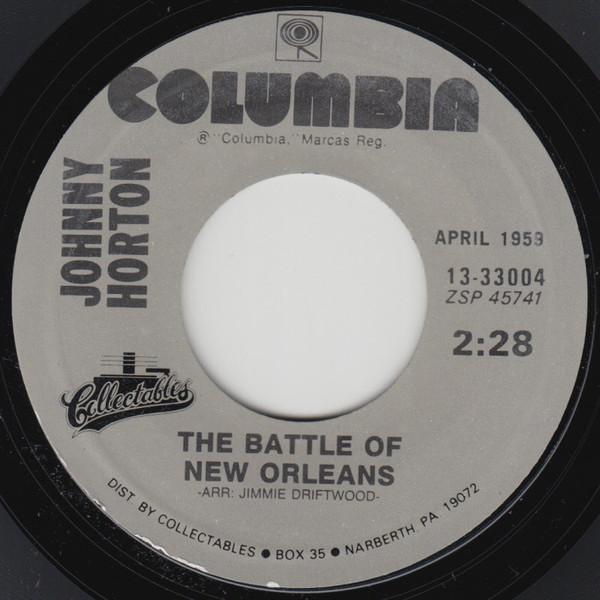 COLUMBIA
® "Columbia," Marcas Reg.
JOHNNY
HORTON
APRIL 1959
13-33004
ZSP 45741
2:28
Collectables
THE BATTLE OF
NEW ORLEANS
-ARR: JIMMIE DRIFTWOOD-
DIST BY COLLECTABLES ● BOX 35 ● NARBERTH PA 19072